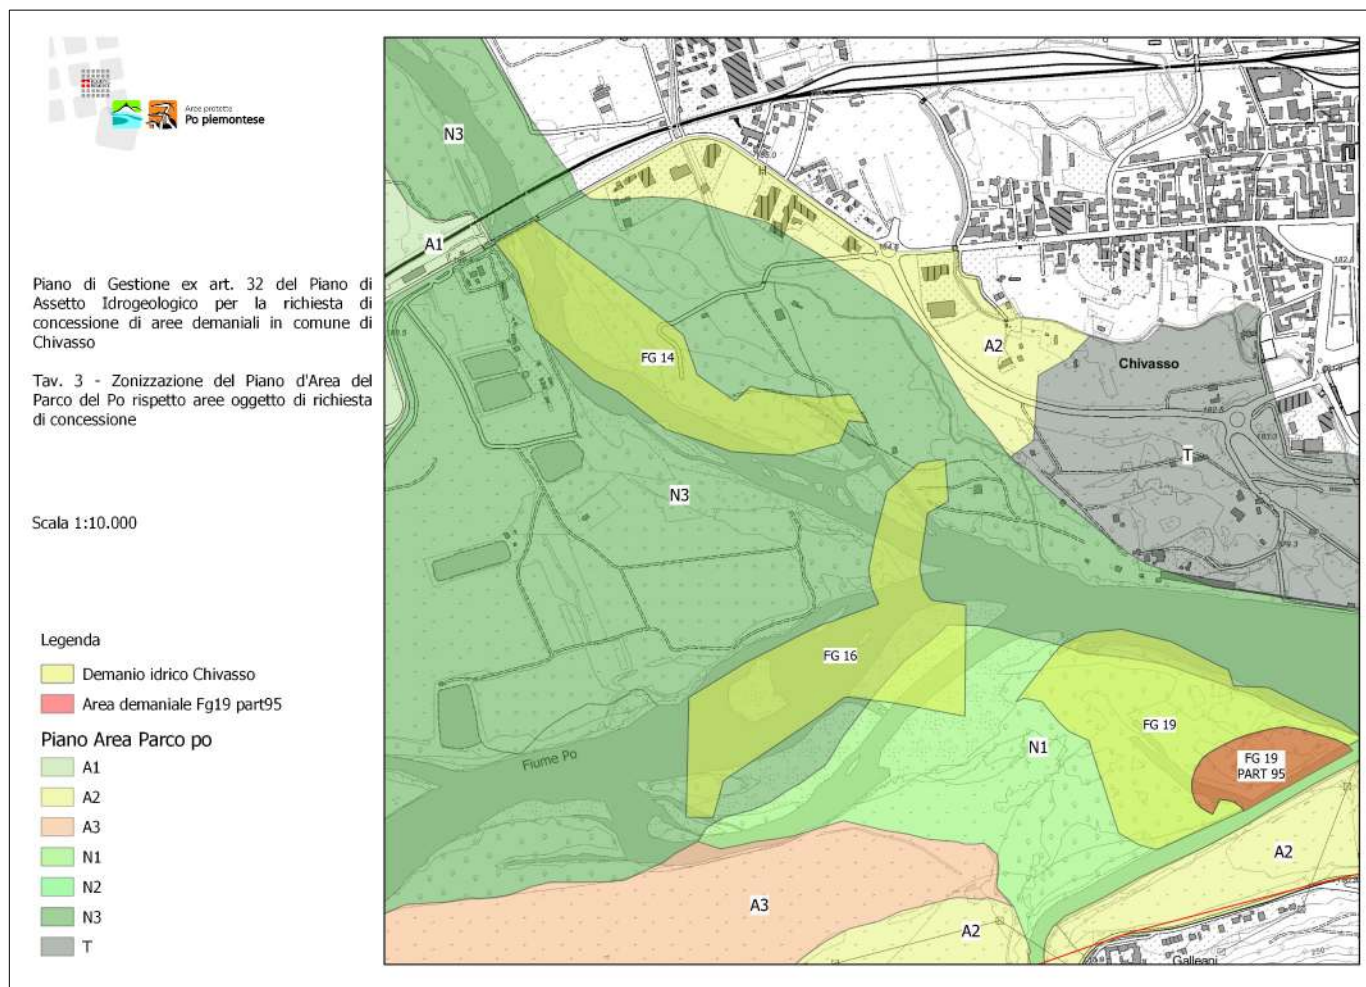 Aree protette
Po piemontese
Piano di Gestione ex art. 32 del Piano di
Assetto Idrogeologico per la richiesta di
concessione di aree demaniali in comune di
Chivasso
Tav. 3 - Zonizzazione del Piano d'Area del
Parco del Po rispetto aree oggetto di richiesta
di concessione
Scala 1:10.000
Legenda
Demanio idrico Chivasso
Area demaniale Fg19 part95
Piano Area Parco po
A1
A2
A3
N1
N2
N3
T
N3
A1
FG 14
A2
Chivasso
T
N3
FG 16
Fiume Po
FG 19
N1
FG 19
PART 95
A2
A3
A2
Galleani